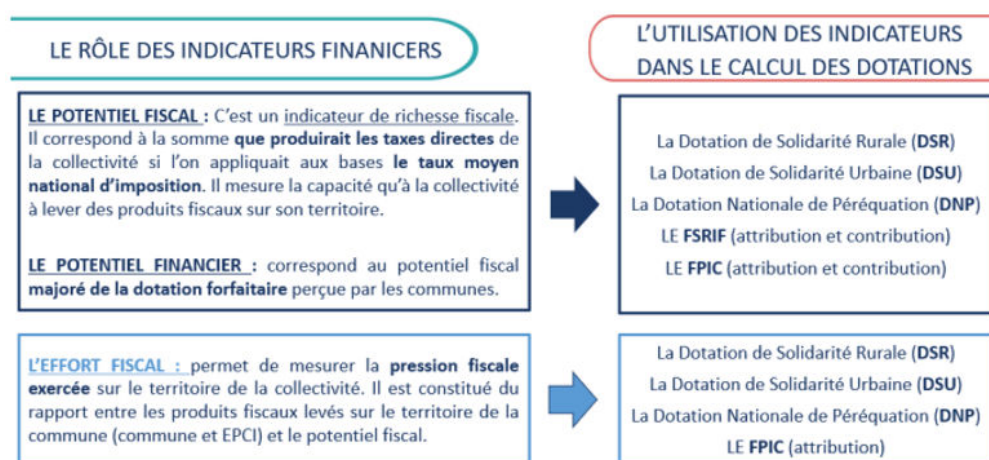 LE RÔLE DES INDICATEURS FINANICERS
LE POTENTIEL FISCAL : C'est un indicateur de richesse fiscale.
Il correspond à la somme que produirait les taxes directes de
la collectivité si l'on appliquait aux bases le taux moyen
national d'imposition. Il mesure la capacité qu'à la collectivité
à lever des produits fiscaux sur son territoire.
LE POTENTIEL FINANCIER : correspond au potentiel fiscal
majoré de la dotation forfaitaire perçue par les communes.
L'EFFORT FISCAL : permet de mesurer la pression fiscale
exercée sur le territoire de la collectivité. Il est constitué du
rapport entre les produits fiscaux levés sur le territoire de la
commune (commune et EPCI) et le potentiel fiscal.
L'UTILISATION DES INDICATEURS
DANS LE CALCUL DES DOTATIONS
La Dotation de Solidarité Rurale (DSR)
La Dotation de Solidarité Urbaine (DSU)
La Dotation Nationale de Péréquation (DNP)
LE FSRIF (attribution et contribution)
LE FPIC (attribution et contribution)
La Dotation de Solidarité Rurale (DSR)
La Dotation de Solidarité Urbaine (DSU)
La Dotation Nationale de Péréquation (DNP)
LE FPIC (attribution)